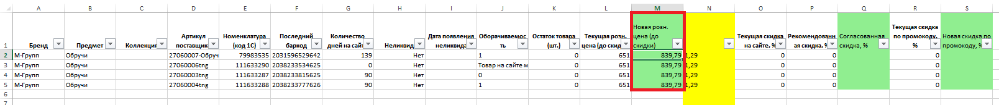 A B C D E F G H I J K L M N O P Q R S
1 Бренд Предмет Коллекция Артикул поставщика Номенклатура (код 1С) Последний баркод Количество дней на сайте Неликвид Дата появления неликвида Оборачиваемость Остаток товара (шт.) Текущая розн. цена (до скид Новая розн. цена (до скидки) Текущая скидка на сайте, % Рекомендованная скидка, % Согласованная скидка, % Текущая скидка по промокоду, % Новая скидка по промокоду, %
2 М-Групп Обручи 27060007-Обруч 79983535 2031596529642 139 Нет 1 0 651 839,79 1,29 0 0 0
3 М-Групп Обручи 27060006tng 111633290 2038233534625 0 Нет Товар на сайте м 0 651 839,79 1,29 0 0 0
4 М-Групп Обручи 27060003tng 111633287 2038233815625 90 Нет 0 0 651 839,79 1,29 0 0 0
5 М-Групп Обручи 27060004tng 111633288 2038233777626 90 Нет 1 0 651 839,79 1,29 0 0 0
6
7